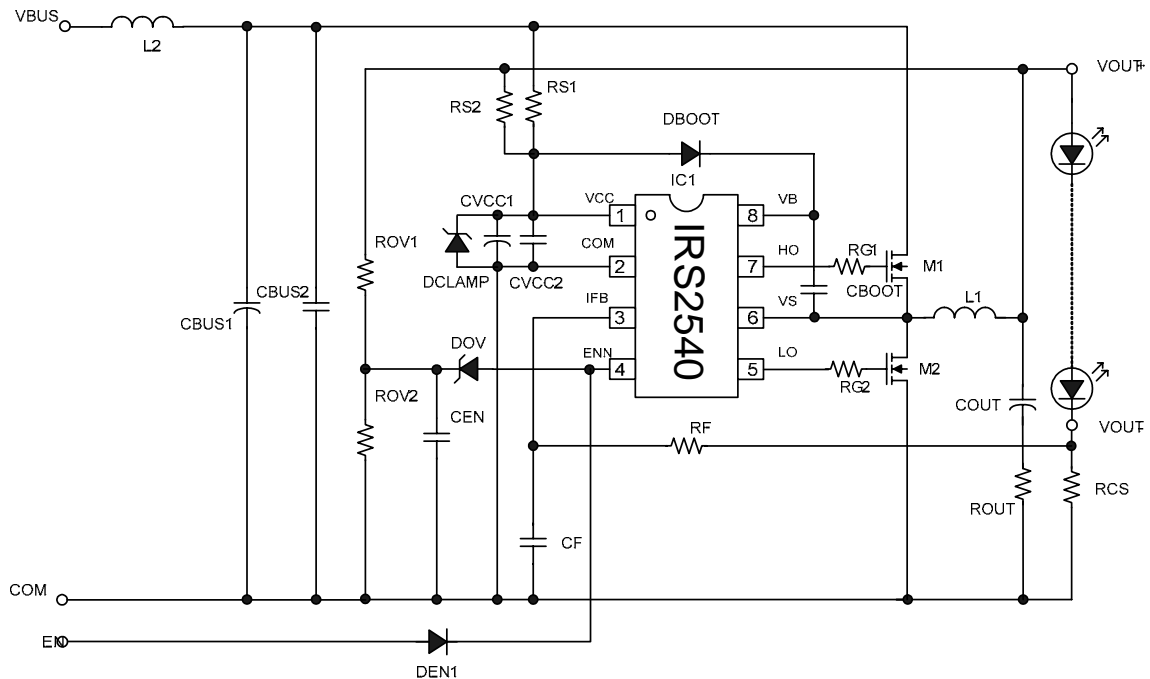 VBUS
L2
VOUT+
RS2
RS1
DBOOT
IC1
CVCC1
VCC
1
8
VB
ROV1
COM
2
7
HO
RG1
M1
DCLAMP
CVCC2
CBOOT
CBUS1
CBUS2
IFB
3
IRS2540
6
VS
L1
DOV
ENN
4
5
LO
RG2
M2
ROV2
CEN
COUT
VOUT-
RF
ROUT
RCS
CF
COM
EN
DEN1